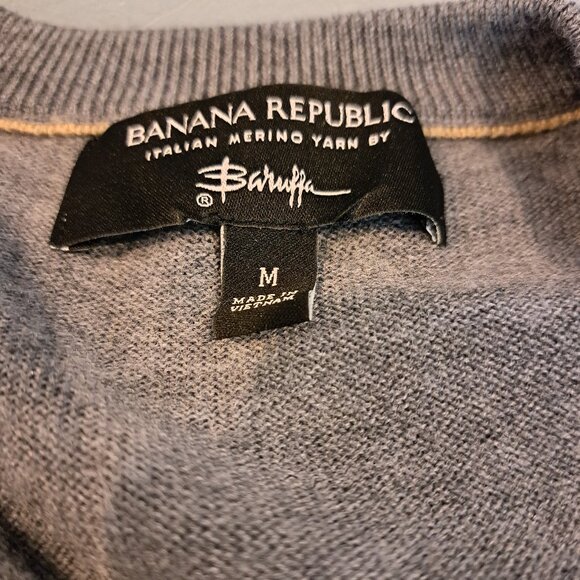 BANANA REPUBLIC
ITALIAN MERINO YARN BY
Baruffa
®
M
MADE IN
VIETNAM